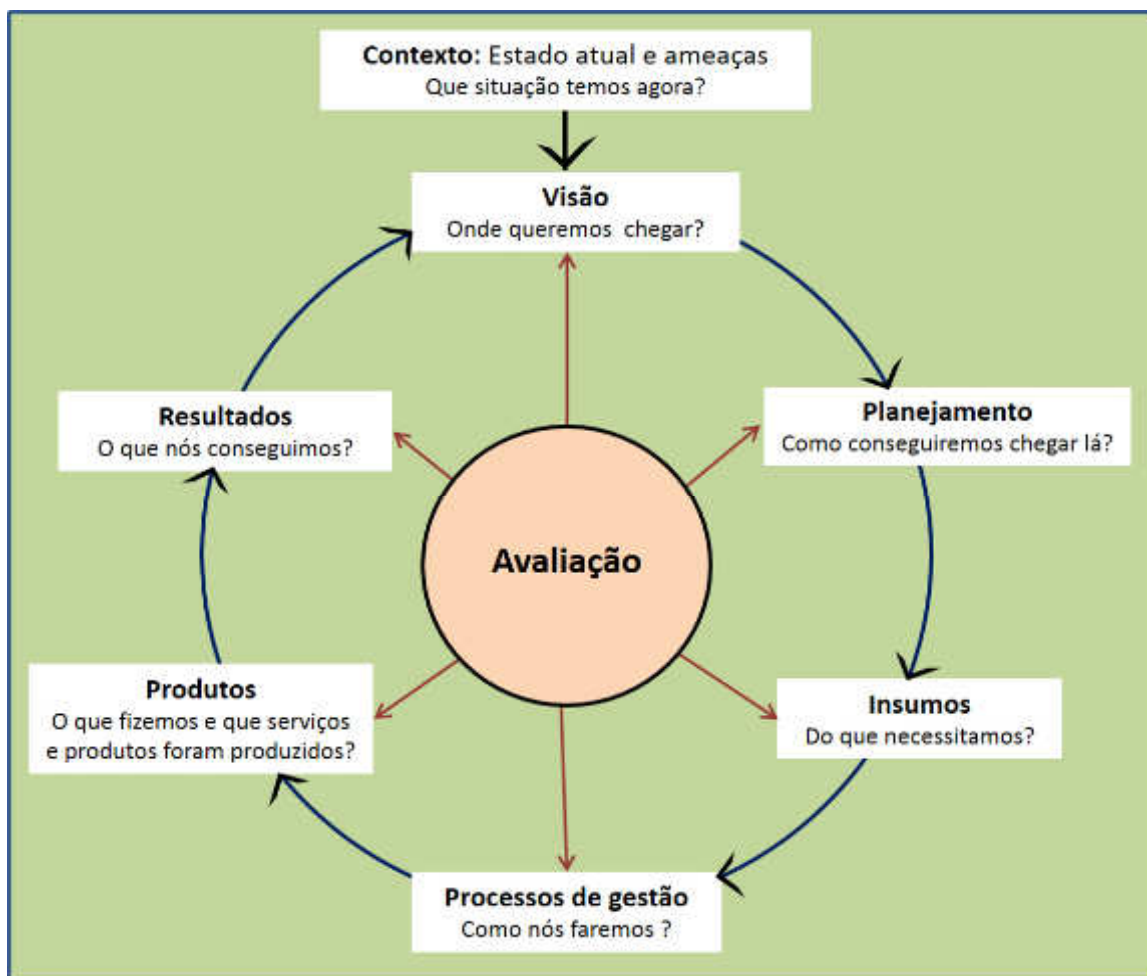 Contexto: Estado atual e ameaças
Que situação temos agora?
Visão
Onde queremos chegar?
Planejamento
Como conseguiremos chegar lá?
Insumos
Do que necessitamos?
Processos de gestão
Como nós faremos ?
Produtos
O que fizemos e que serviços
e produtos foram produzidos?
Resultados
O que nós conseguimos?
Avaliação